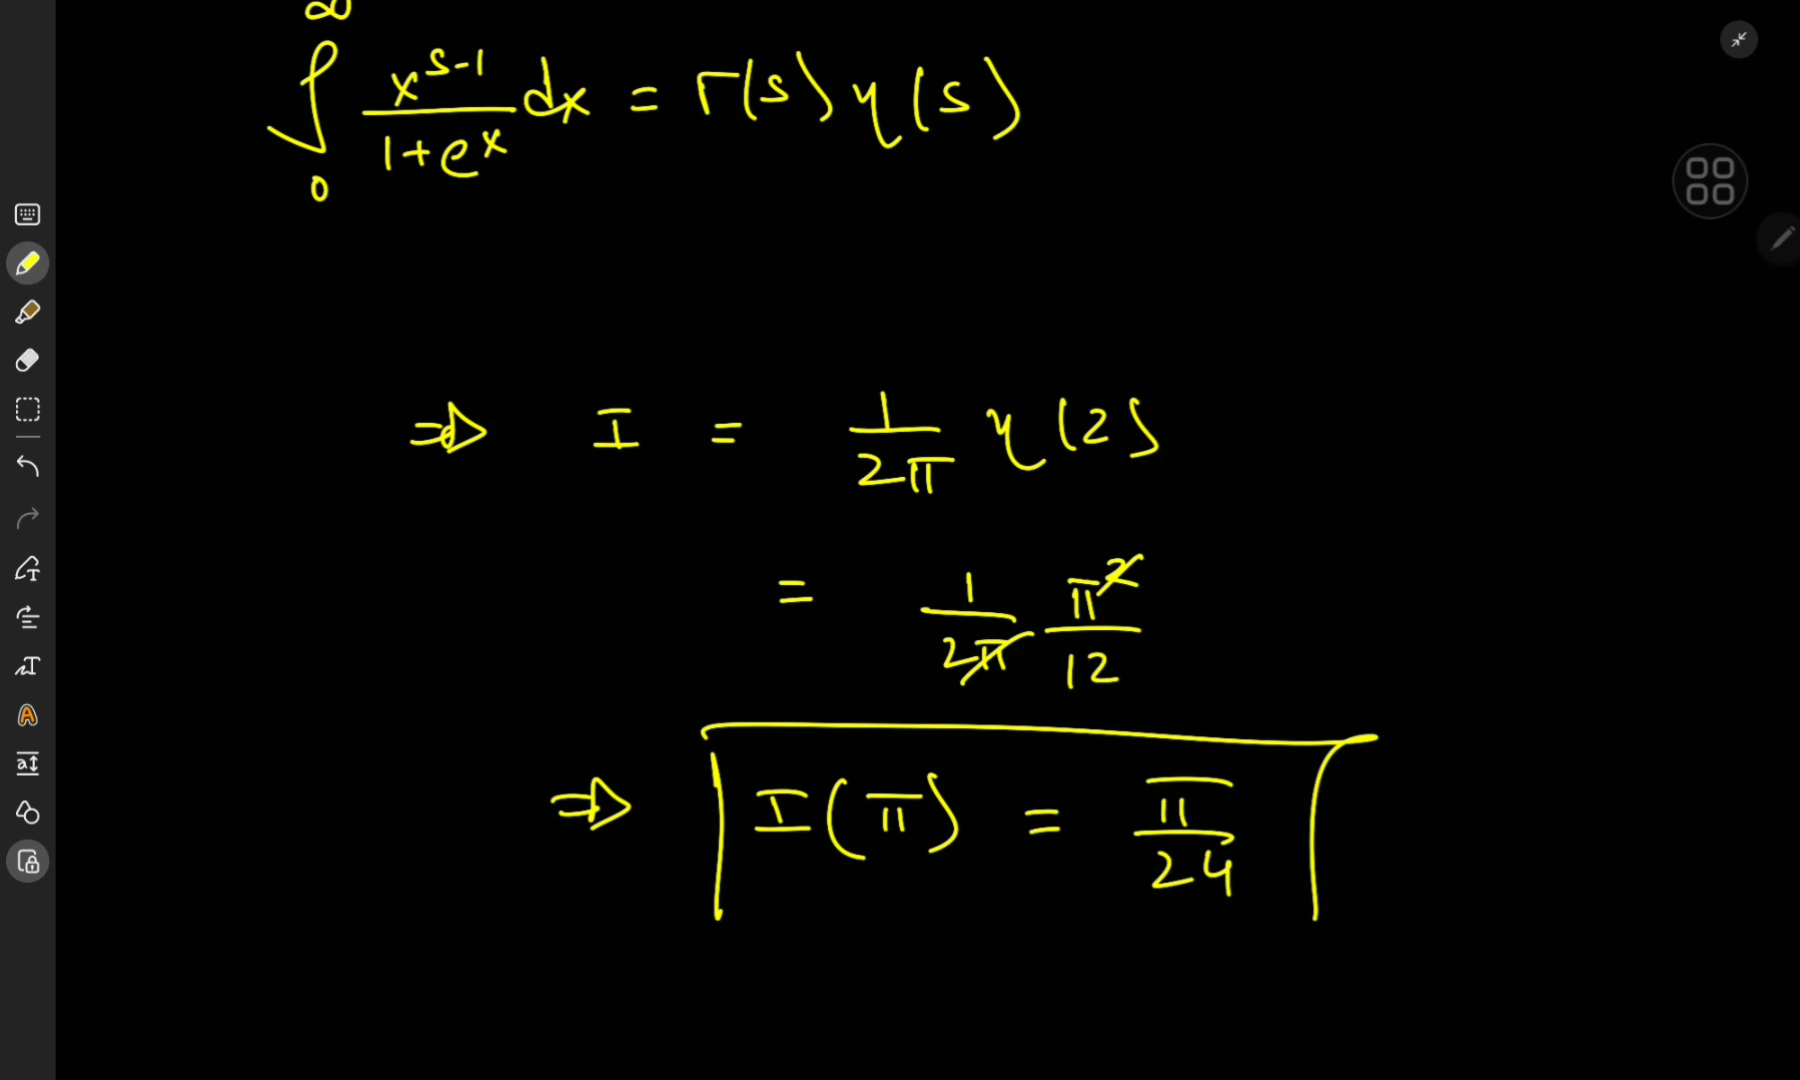 ∞
∫ x^{s-1} / (1+e^x) dx = Γ(s) η(s)
0
⇒ I = 1/(2π) η(2)
= 1/(2π) π²/12
⇒ I(π) = π/24